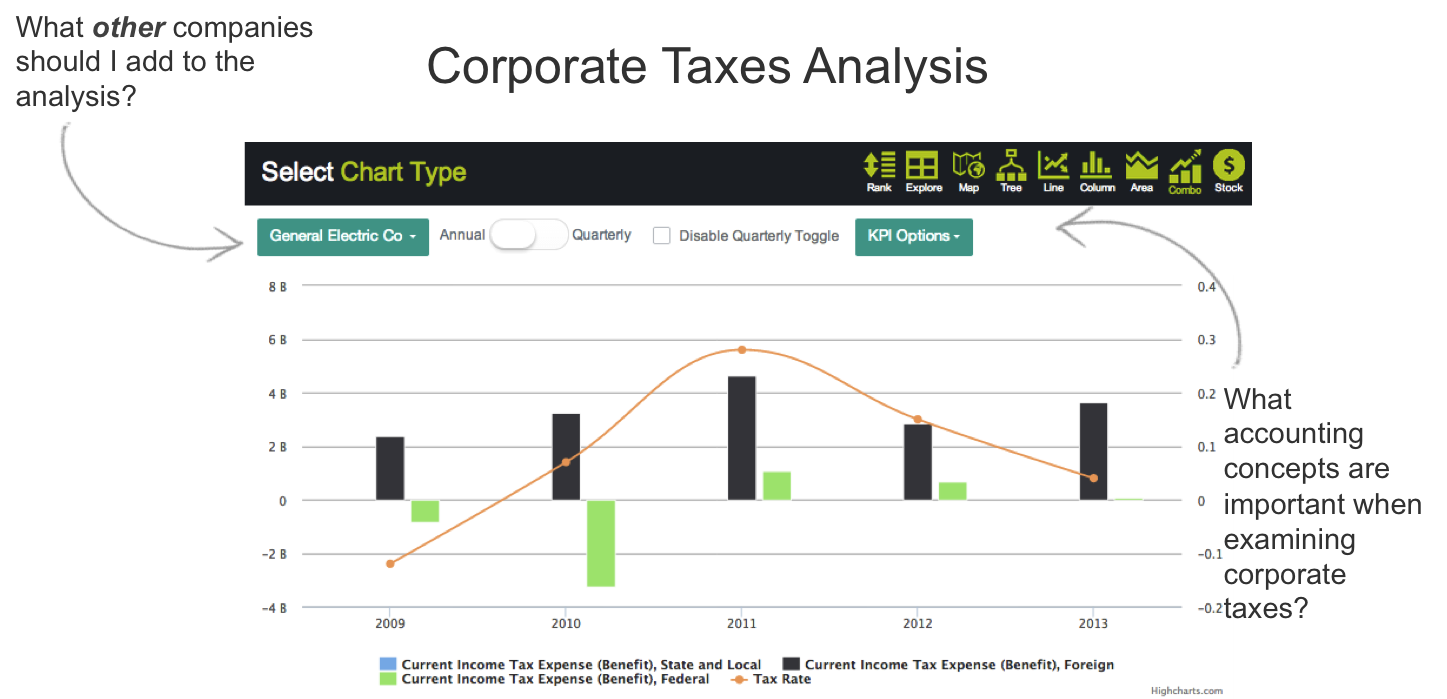 What other companies
should I add to the
analysis?
Corporate Taxes Analysis
Select Chart Type
Rank Explore Map Tree Line Column Area Combo Stock
General Electric Co Annual Quarterly Disable Quarterly Toggle KPI Options
8 B 0.4
6 B 0.3
4 B 0.2
2 B 0.1
0 0
-2 B -0.1
-4 B -0.2
2009 2010 2011 2012 2013
What
accounting
concepts are
important when
examining
corporate
taxes?
Current Income Tax Expense (Benefit), State and Local Current Income Tax Expense (Benefit), Foreign
Current Income Tax Expense (Benefit), Federal Tax Rate
Highcharts.com